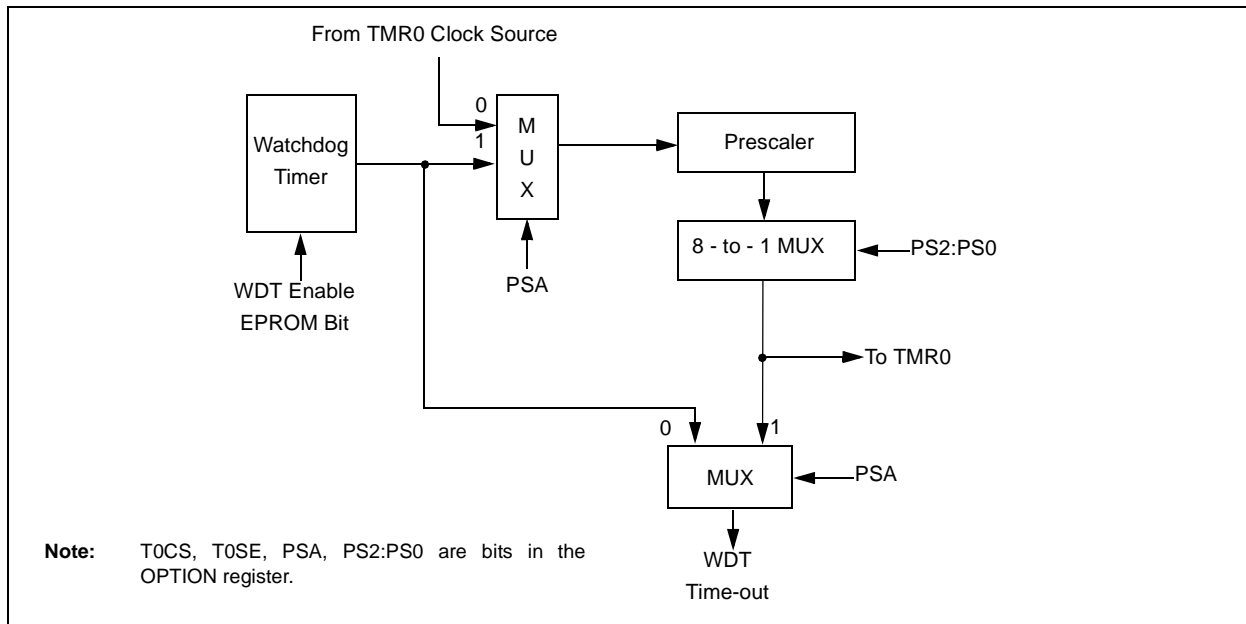 From TMR0 Clock Source
0
1
M
U
X
Watchdog
Timer
Prescaler
8 - to - 1 MUX
PS2:PS0
PSA
WDT Enable
EPROM Bit
To TMR0
0
1
MUX
PSA
WDT
Time-out
Note: T0CS, T0SE, PSA, PS2:PS0 are bits in the
OPTION register.